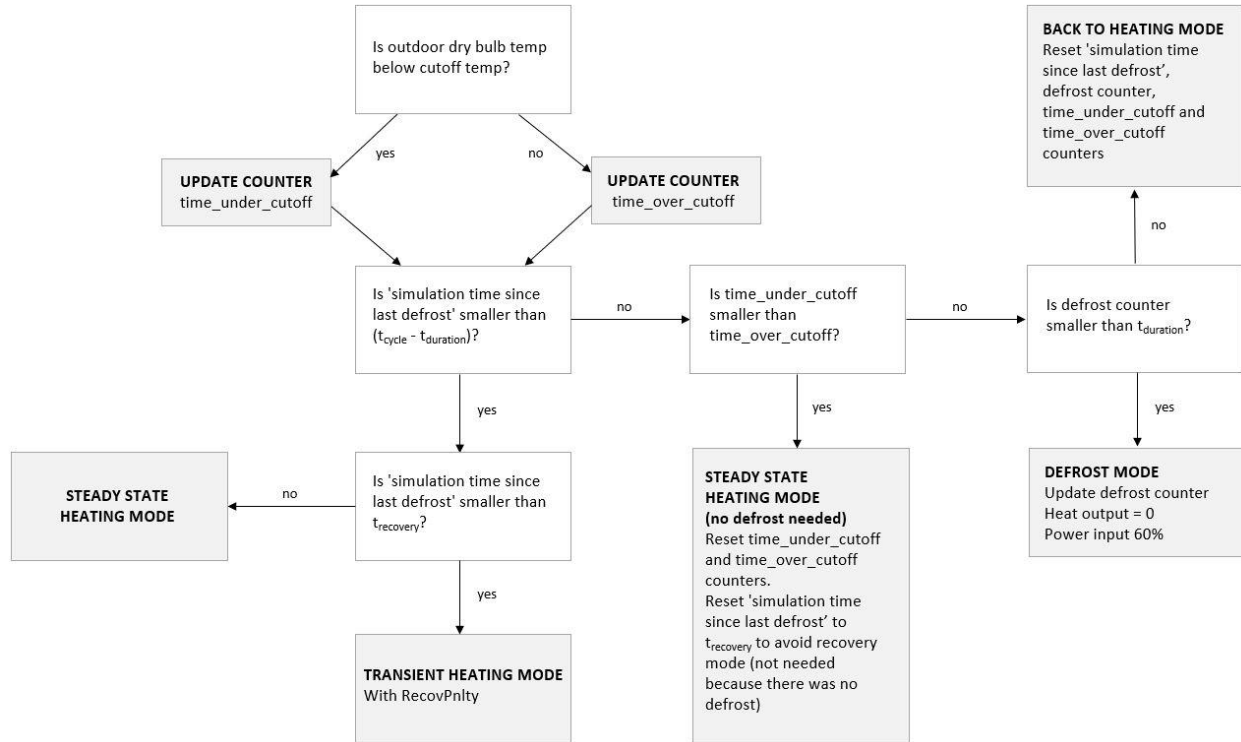 Is outdoor dry bulb temp
below cutoff temp?
BACK TO HEATING MODE
Reset 'simulation time
since last defrost’,
defrost counter,
time_under_cutoff and
time_over_cutoff
counters
yes
no
UPDATE COUNTER
time_under_cutoff
UPDATE COUNTER
time_over_cutoff
no
Is 'simulation time since
last defrost' smaller than
(tcycle - tduration)?
no
Is time_under_cutoff
smaller than
time_over_cutoff?
no
Is defrost counter
smaller than tduration?
yes
yes
yes
STEADY STATE
HEATING MODE
no
Is 'simulation time since
last defrost' smaller than
trecovery?
STEADY STATE
HEATING MODE
(no defrost needed)
Reset time_under_cutoff
and time_over_cutoff
counters.
Reset 'simulation time
since last defrost’ to
trecovery to avoid recovery
mode (not needed
because there was no
defrost)
DEFROST MODE
Update defrost counter
Heat output = 0
Power input 60%
yes
TRANSIENT HEATING MODE
With RecovPnlty